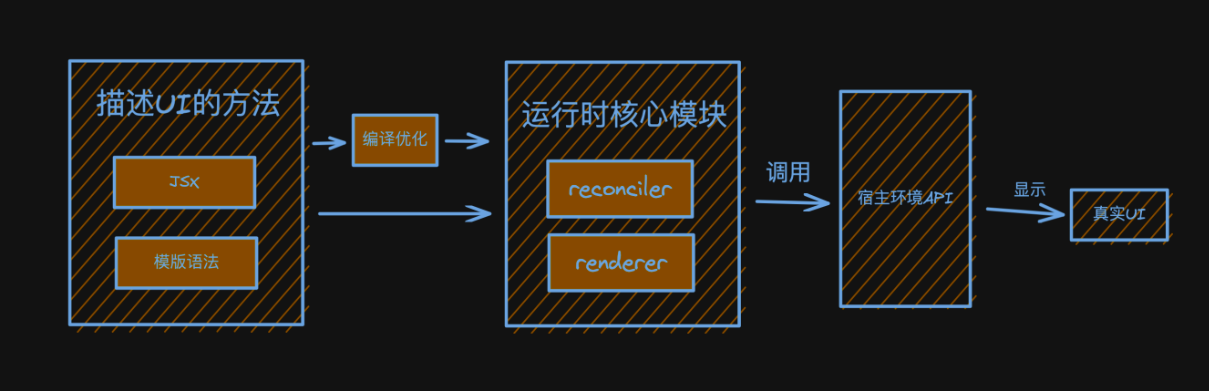 描述UI的方法
JSX
模版语法
编译优化
运行时核心模块
reconciler
renderer
调用
宿主环境API
显示
真实UI